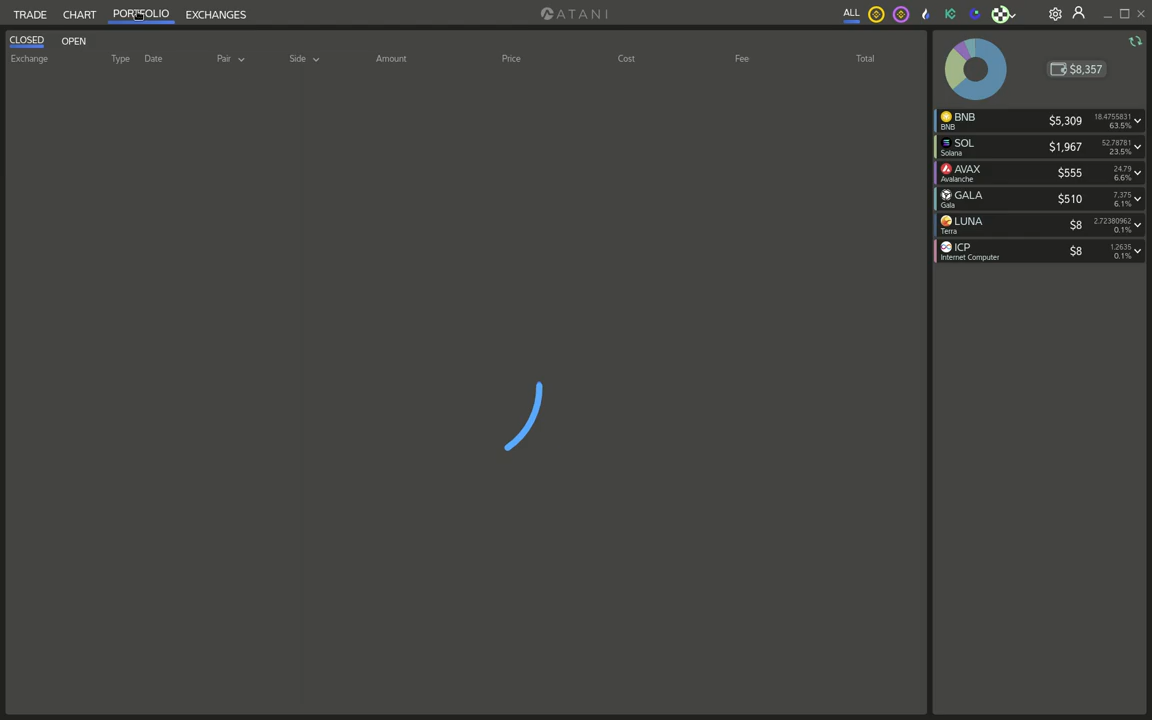 TRADE CHART PORTFOLIO EXCHANGES ATANI ALL
CLOSED OPEN
Exchange Type Date Pair Side Amount Price Cost Fee Total
$8,357
BNB
BNB
$5,309
18.4755831
63.5%
SOL
Solana
$1,967
52.78781
23.5%
AVAX
Avalanche
$555
24.79
6.6%
GALA
Gala
$510
7,375
6.1%
LUNA
Terra
$8
2.72380962
0.1%
ICP
Internet Computer
$8
1.2635
0.1%